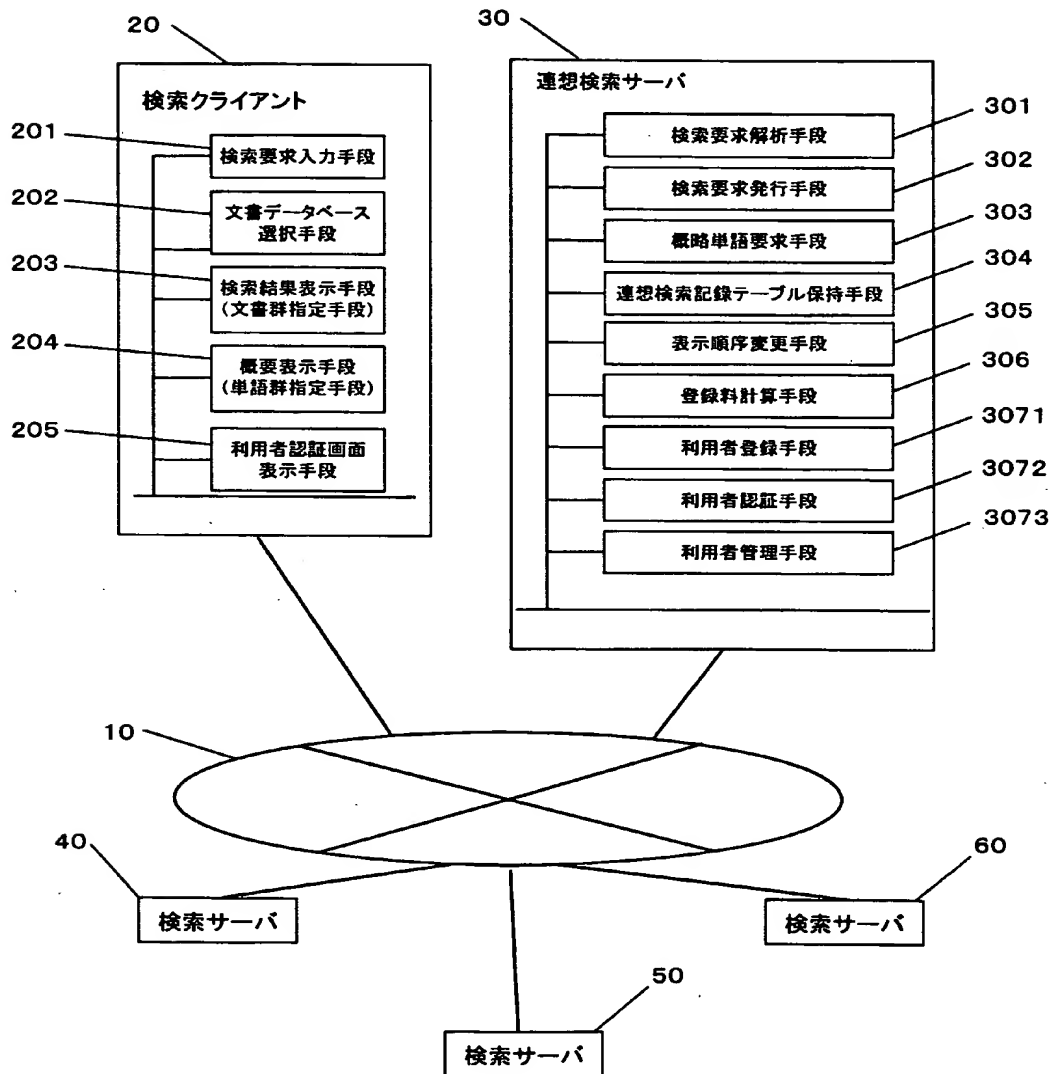 20
検索クライアント
201
検索要求入力手段
202
文書データベース
選択手段
203
検索結果表示手段
(文書群指定手段)
204
概要表示手段
(単語群指定手段)
205
利用者認証画面
表示手段
30
連想検索サーバ
301
検索要求解析手段
302
検索要求発行手段
303
概略単語要求手段
304
連想検索記録テーブル保持手段
305
表示順序変更手段
306
登録料計算手段
3071
利用者登録手段
3072
利用者認証手段
3073
利用者管理手段
10
40
検索サーバ
60
検索サーバ
50
検索サーバ